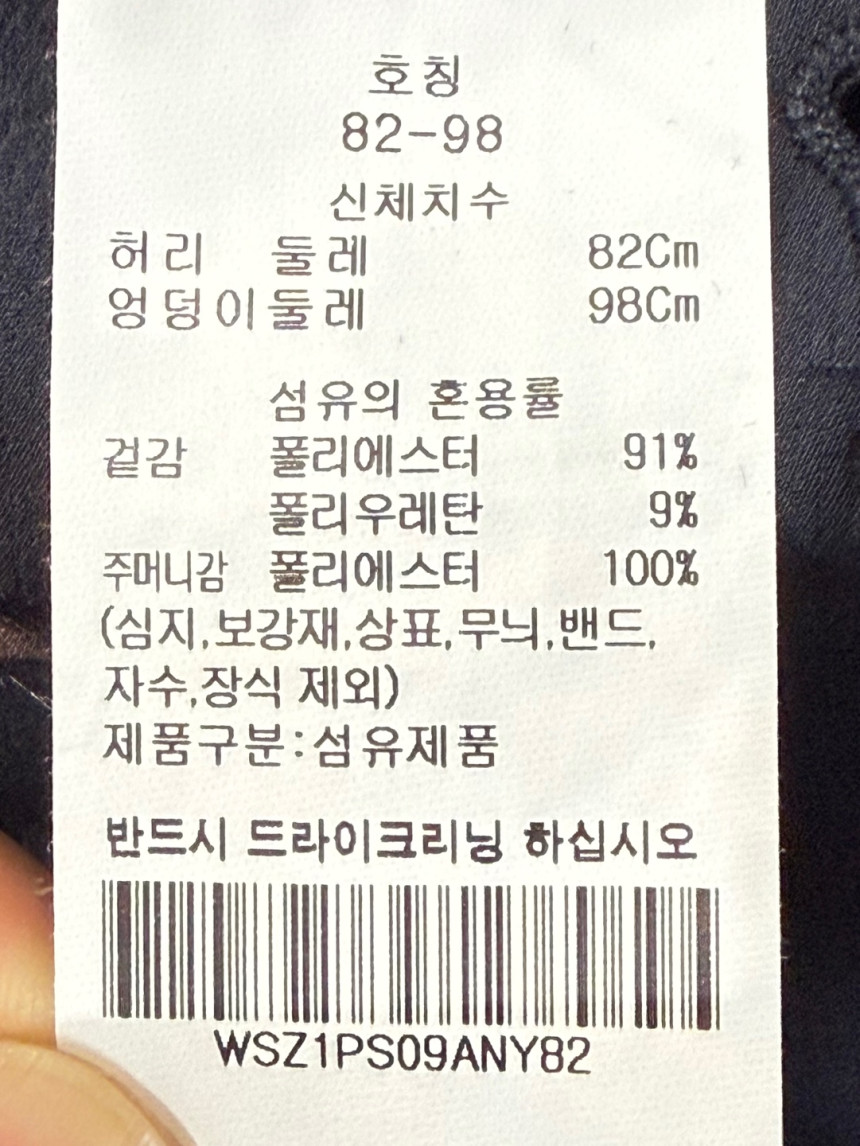 호칭
82-98
신체치수
허리 둘레 82Cm
엉덩이둘레 98Cm
섬유의 혼용률
겉감 폴리에스터 91%
폴리우레탄 9%
주머니감 폴리에스터 100%
(심지,보강재,상표,무늬,밴드,
자수,장식 제외)
제품구분:섬유제품
반드시 드라이크리닝 하십시오
WSZ1PS09ANY82